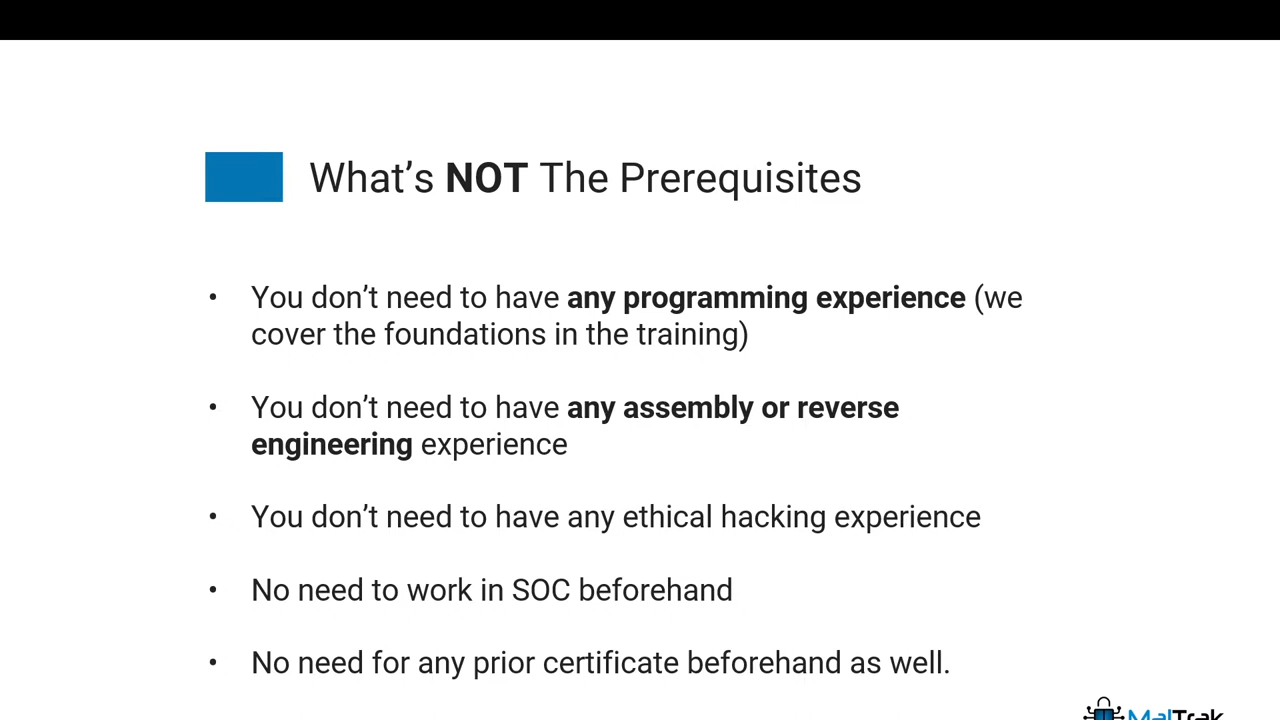 What’s NOT The Prerequisites
• You don’t need to have any programming experience (we
cover the foundations in the training)
• You don’t need to have any assembly or reverse
engineering experience
• You don’t need to have any ethical hacking experience
• No need to work in SOC beforehand
• No need for any prior certificate beforehand as well.
MalTrak